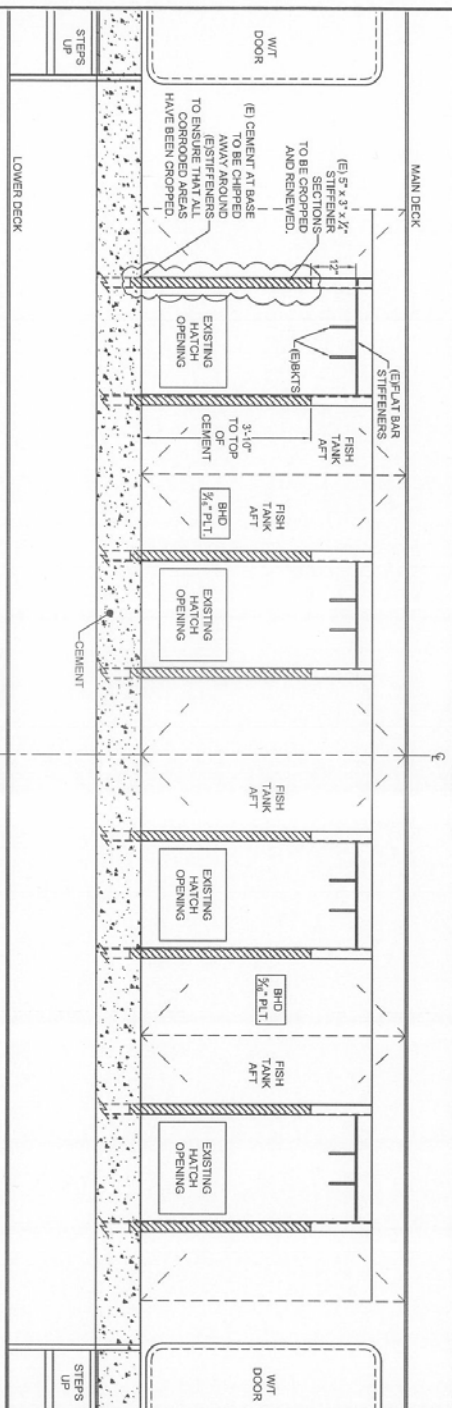 MAIN DECK
W/T
DOOR
STEPS
UP
LOWER DECK
(E) 5" x 3" x ¼"
STIFFENER
SECTIONS
TO BE CROPPED
AND RENEWED.
(E) CEMENT AT BASE
TO BE CHIPPED
AWAY AROUND
(E)STIFFENERS
TO ENSURE THAT ALL
CORRODED AREAS
HAVE BEEN CROPPED.
12"
(E)FLAT BAR
STIFFENERS
(E)BKTS
EXISTING
HATCH
OPENING
FISH
TANK
AFT
3'-10"
TO TOP
OF
CEMENT
FISH
TANK
AFT
BHD
5/16" PLT.
CEMENT
EXISTING
HATCH
OPENING
CL
FISH
TANK
AFT
EXISTING
HATCH
OPENING
BHD
5/16" PLT.
FISH
TANK
AFT
EXISTING
HATCH
OPENING
W/T
DOOR
STEPS
UP